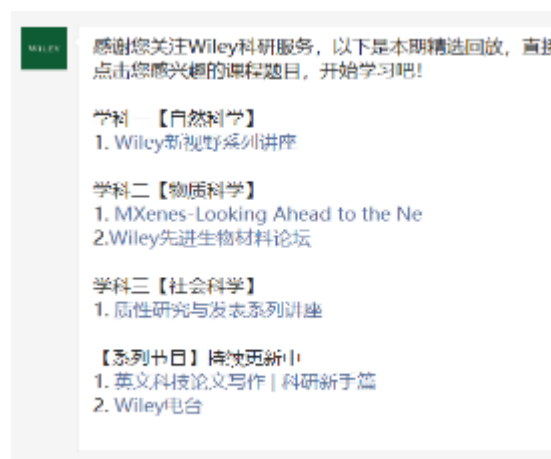 WILEY
感谢您关注Wiley科研服务，以下是本期精选回放，直接
点击您感兴趣的课程题目，开始学习吧！
学科一【自然科学】
1. Wiley新视野系列讲座
学科二【物质科学】
1. MXenes-Looking Ahead to the Ne
2.Wiley先进生物材料论坛
学科三【社会科学】
1. 质性研究与发表系列讲座
【系列节目】持续更新中
1. 英文科技论文写作 | 科研新手篇
2. Wiley电台